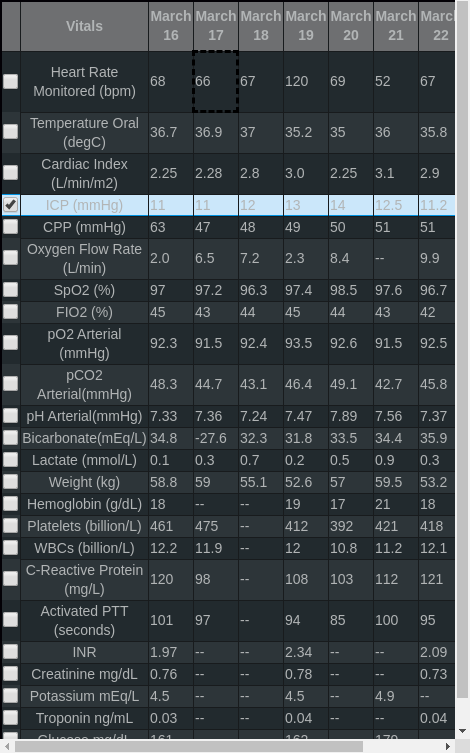 Vitals March 16 March 17 March 18 March 19 March 20 March 21 March 22
Heart Rate Monitored (bpm) 68 66 67 120 69 52 67
Temperature Oral (degC) 36.7 36.9 37 35.2 35 36 35.8
Cardiac Index (L/min/m2) 2.25 2.28 2.8 3.0 2.25 3.1 2.9
ICP (mmHg) 11 11 12 13 14 12.5 11.2
CPP (mmHg) 63 47 48 49 50 51 51
Oxygen Flow Rate (L/min) 2.0 6.5 7.2 2.3 8.4 -- 9.9
SpO2 (%) 97 97.2 96.3 97.4 98.5 97.6 96.7
FIO2 (%) 45 43 44 45 44 43 42
pO2 Arterial (mmHg) 92.3 91.5 92.4 93.5 92.6 91.5 92.5
pCO2 Arterial(mmHg) 48.3 44.7 43.1 46.4 49.1 42.7 45.8
pH Arterial(mmHg) 7.33 7.36 7.24 7.47 7.89 7.56 7.37
Bicarbonate(mEq/L) 34.8 -27.6 32.3 31.8 33.5 34.4 35.9
Lactate (mmol/L) 0.1 0.3 0.7 0.2 0.5 0.9 0.3
Weight (kg) 58.8 59 55.1 52.6 57 59.5 53.2
Hemoglobin (g/dL) 18 -- -- 19 17 21 18
Platelets (billion/L) 461 475 -- 412 392 421 418
WBCs (billion/L) 12.2 11.9 -- 12 10.8 11.2 12.1
C-Reactive Protein (mg/L) 120 98 -- 108 103 112 121
Activated PTT (seconds) 101 97 -- 94 85 100 95
INR 1.97 -- -- 2.34 -- -- 2.09
Creatinine mg/dL 0.76 -- -- 0.78 -- -- 0.73
Potassium mEq/L 4.5 -- -- 4.5 -- 4.9 --
Troponin ng/mL 0.03 -- -- 0.04 -- -- 0.04
Glucose mg/dL 161 -- -- 162 -- 170 --